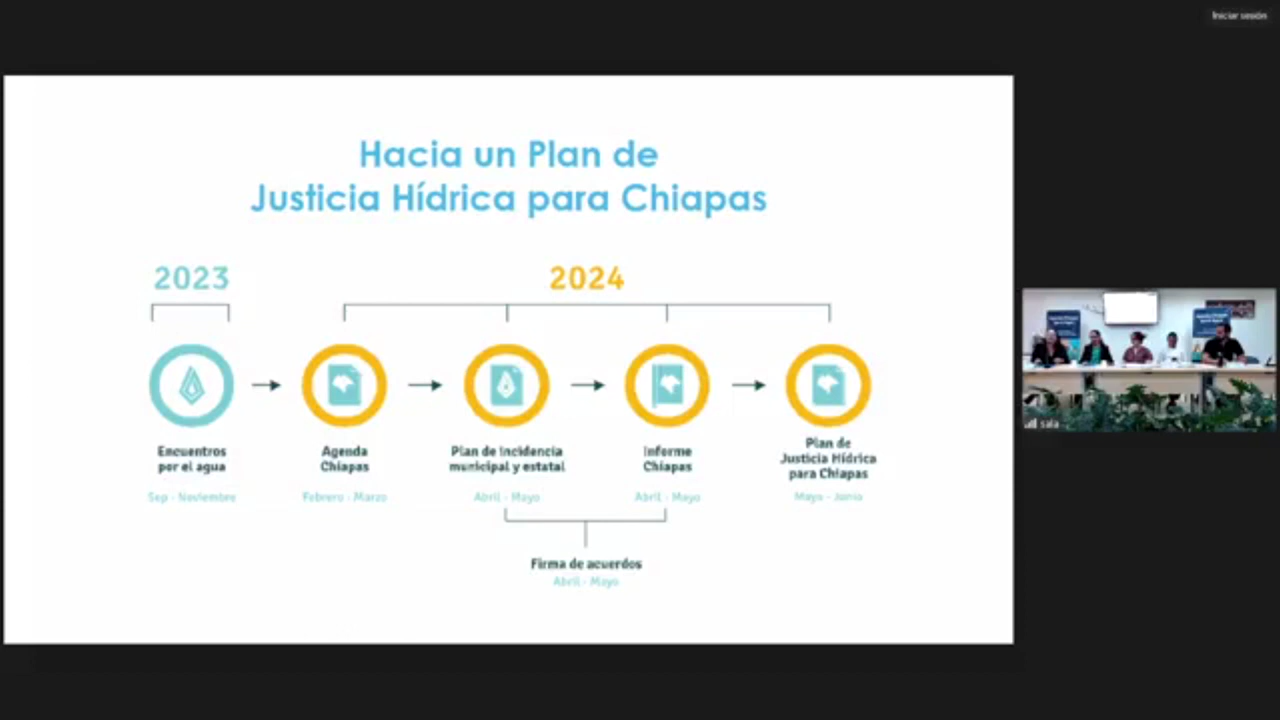 Iniciar sesión
Hacia un Plan de
Justicia Hídrica para Chiapas
2023
2024
Encuentros
por el agua
Sep - Noviembre
Agenda
Chiapas
Febrero - Marzo
Plan de incidencia
municipal y estatal
Abril - Mayo
Informe
Chiapas
Abril - Mayo
Plan de
Justicia Hídrica
para Chiapas
Mayo - Junio
Firma de acuerdos
Abril - Mayo
sala